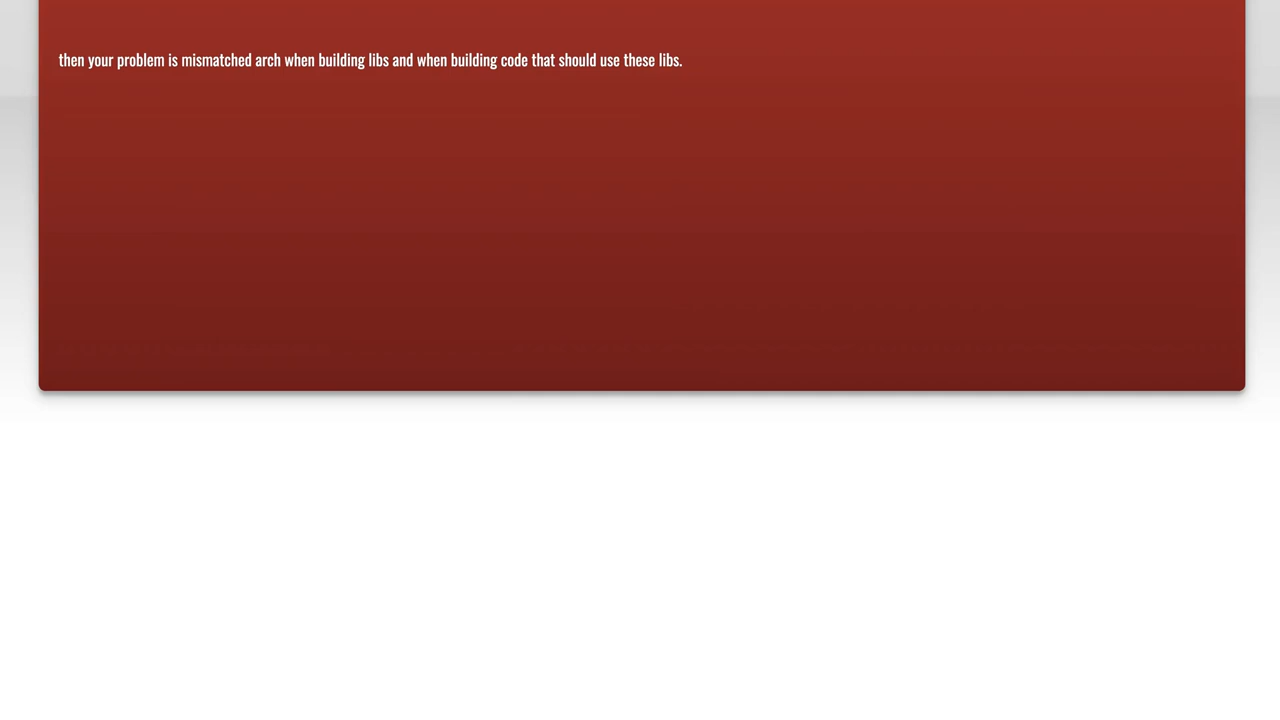 then your problem is mismatched arch when building libs and when building code that should use these libs.